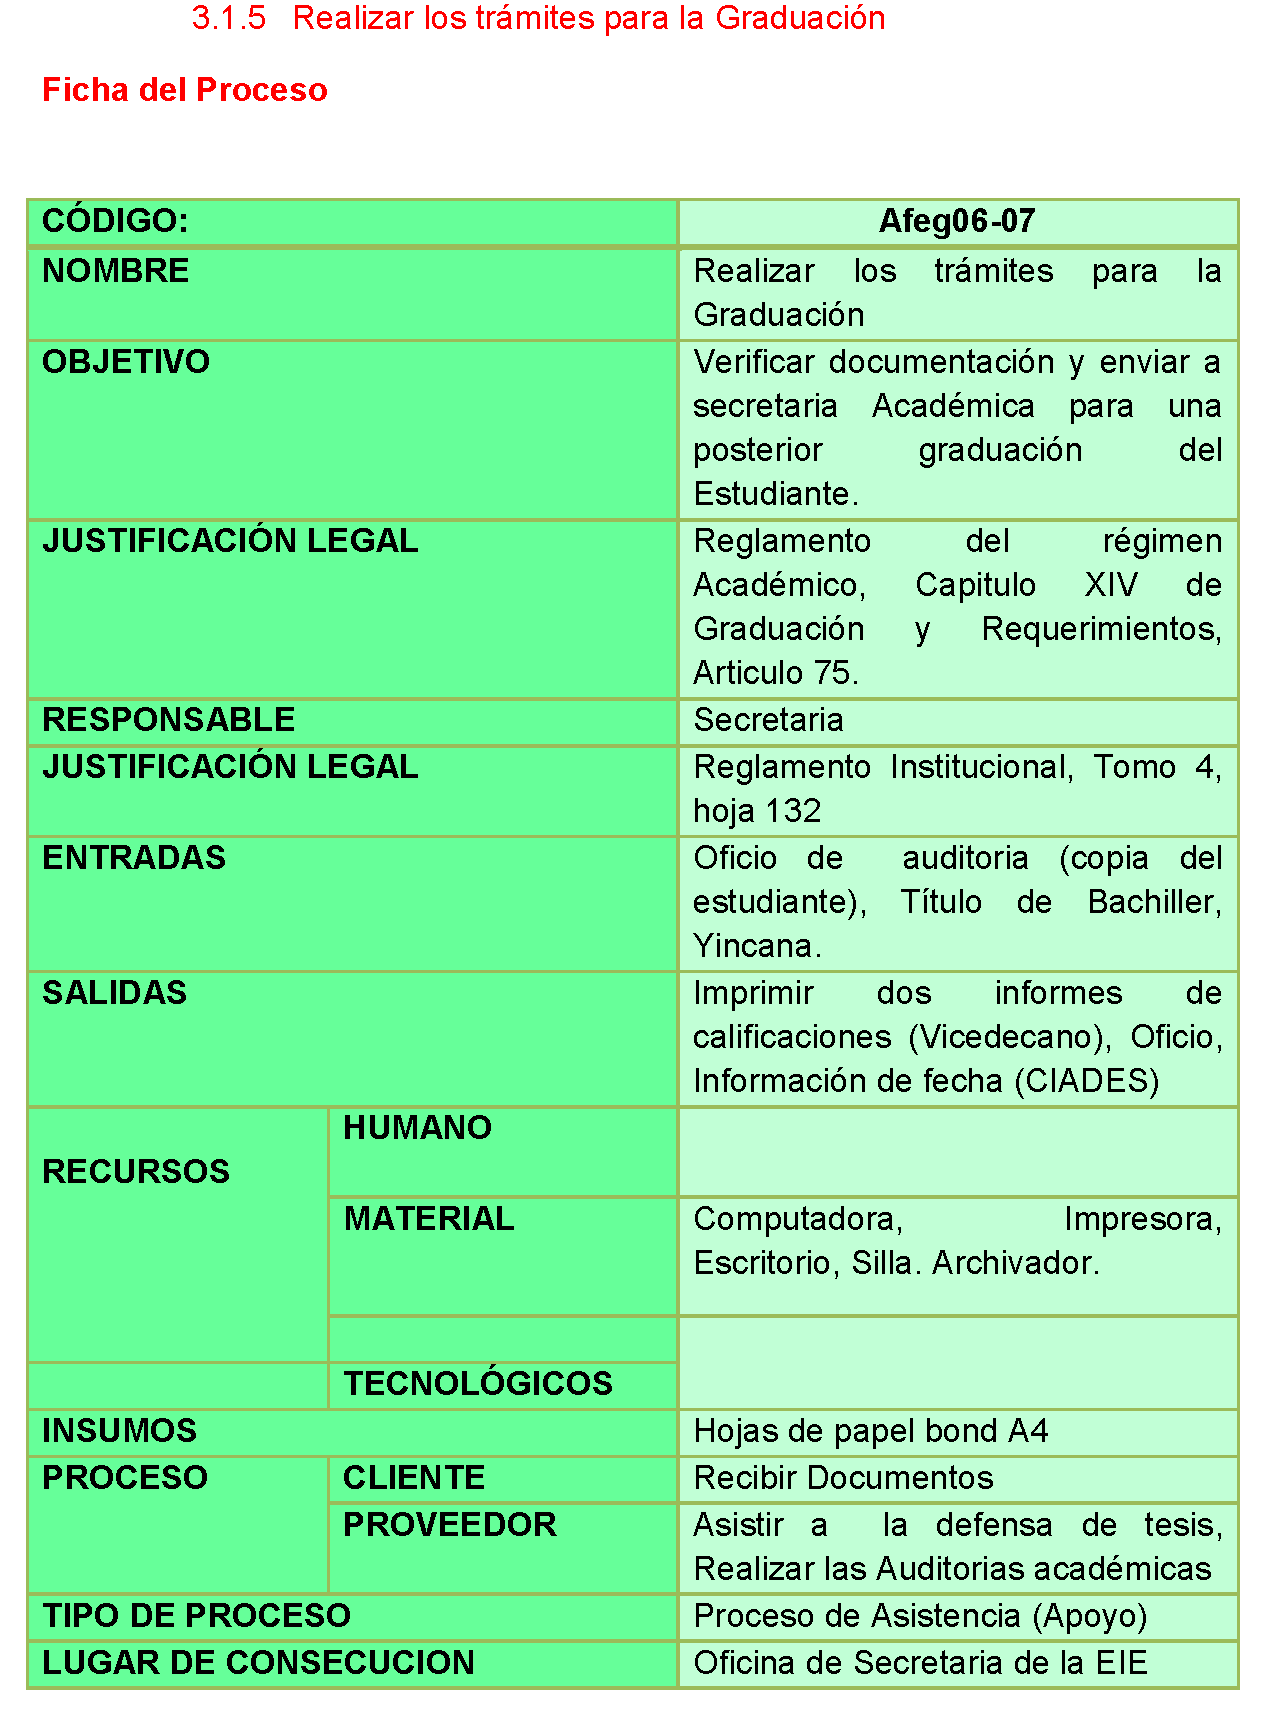 3.1.5 Realizar los trámites para la Graduación
Ficha del Proceso
CÓDIGO: Afeg06-07
NOMBRE Realizar los trámites para la
Graduación
OBJETIVO Verificar documentación y enviar a
secretaria Académica para una
posterior graduación del
Estudiante.
JUSTIFICACIÓN LEGAL Reglamento del régimen
Académico, Capitulo XIV de
Graduación y Requerimientos,
Articulo 75.
RESPONSABLE Secretaria
JUSTIFICACIÓN LEGAL Reglamento Institucional, Tomo 4,
hoja 132
ENTRADAS Oficio de auditoria (copia del
estudiante), Título de Bachiller,
Yincana.
SALIDAS Imprimir dos informes de
calificaciones (Vicedecano), Oficio,
Información de fecha (CIADES)
HUMANO
RECURSOS
MATERIAL Computadora, Impresora,
Escritorio, Silla. Archivador.
TECNOLÓGICOS
INSUMOS Hojas de papel bond A4
PROCESO CLIENTE Recibir Documentos
PROVEEDOR Asistir a la defensa de tesis,
Realizar las Auditorias académicas
TIPO DE PROCESO Proceso de Asistencia (Apoyo)
LUGAR DE CONSECUCION Oficina de Secretaria de la EIE